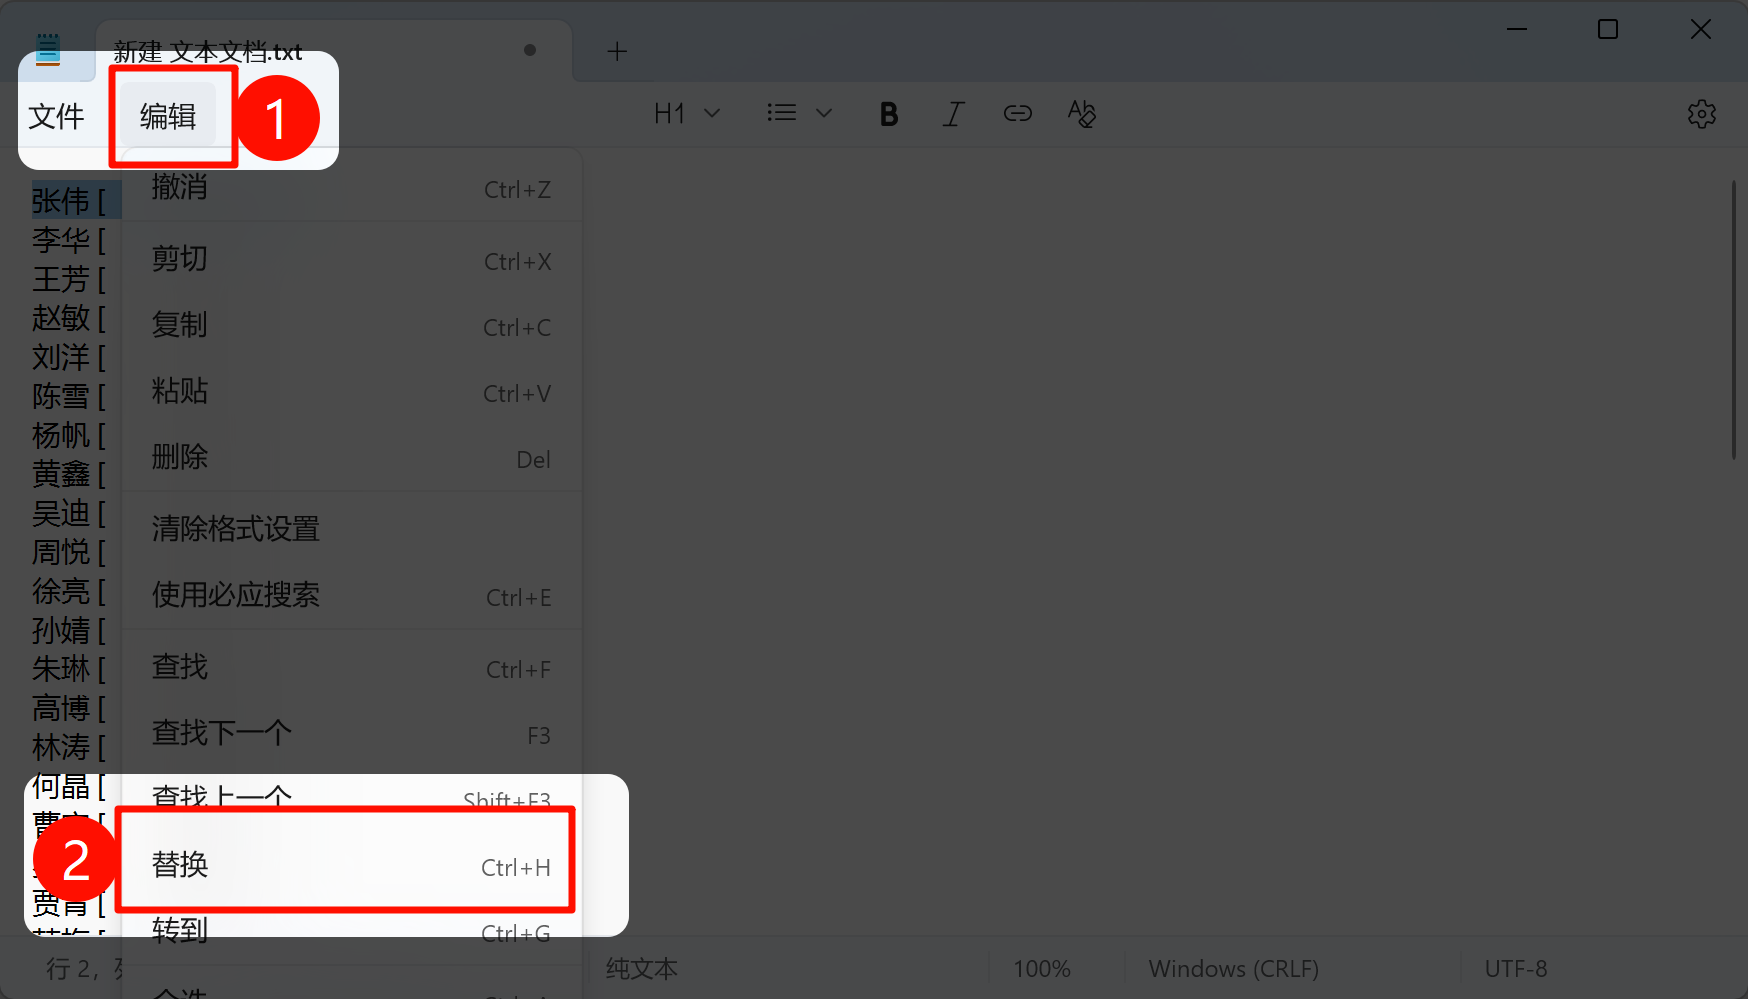 新建 文本文档.txt
文件 编辑 1
H1 B I
张伟 [
撤消 Ctrl+Z
李华 [
剪切 Ctrl+X
王芳 [
赵敏 [
复制 Ctrl+C
刘洋 [
陈雪 [
粘贴 Ctrl+V
杨帆 [
黄鑫 [
删除 Del
吴迪 [
清除格式设置
周悦 [
徐亮 [
使用必应搜索 Ctrl+E
孙婧 [
朱琳 [
查找 Ctrl+F
高博 [
林涛 [
查找下一个 F3
何晶 [
查找上一个 Shift+F3
2
替换 Ctrl+H
转到 Ctrl+G
行 2,
纯文本 100% Windows (CRLF) UTF-8